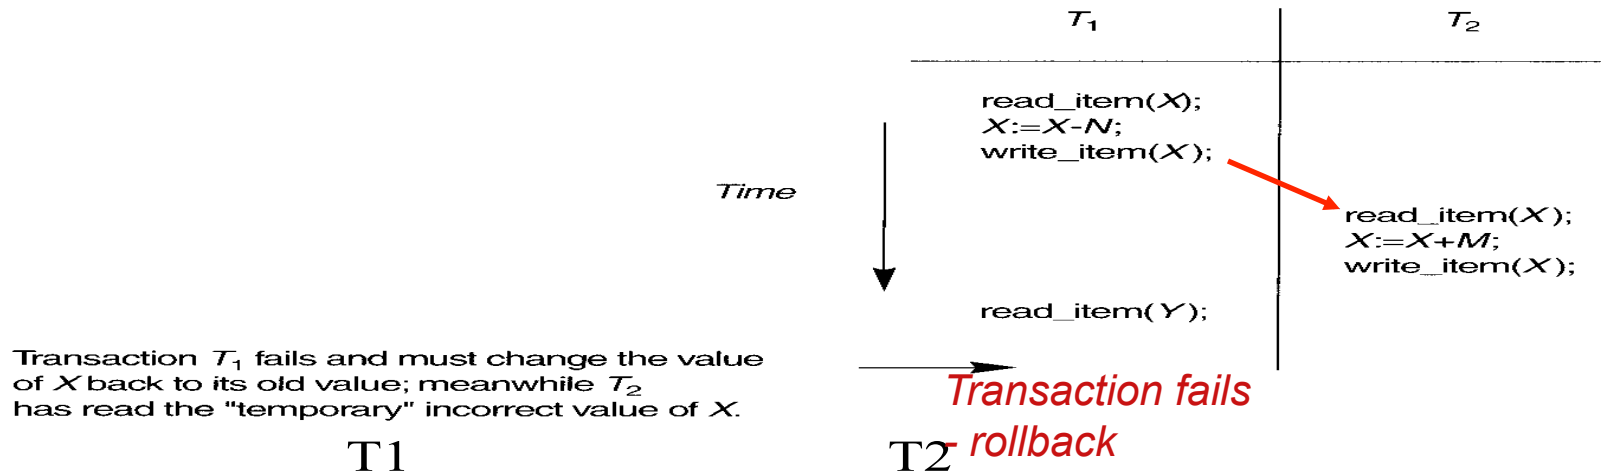 T1 T2
read_item(X);
X:=X-N;
write_item(X);
Time
read_item(X);
X:=X+M;
write_item(X);
read_item(Y);
Transaction T1 fails and must change the value
of X back to its old value; meanwhile T2
has read the "temporary" incorrect value of X.
Transaction fails
- rollback
T1 T2